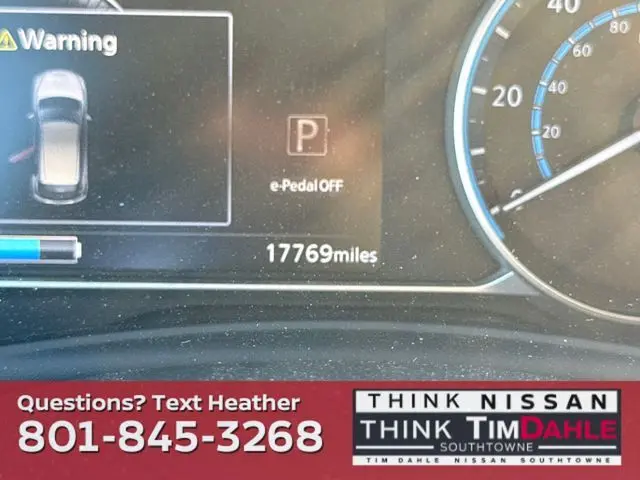 Warning
P
e-Pedal OFF
17769miles
40
20
0
80
60
40
20
Questions? Text Heather
801-845-3268
THINK NISSAN
THINK TIMDAHLE
SOUTHTOWNE
TIM DAHLE NISSAN SOUTHTOWNE